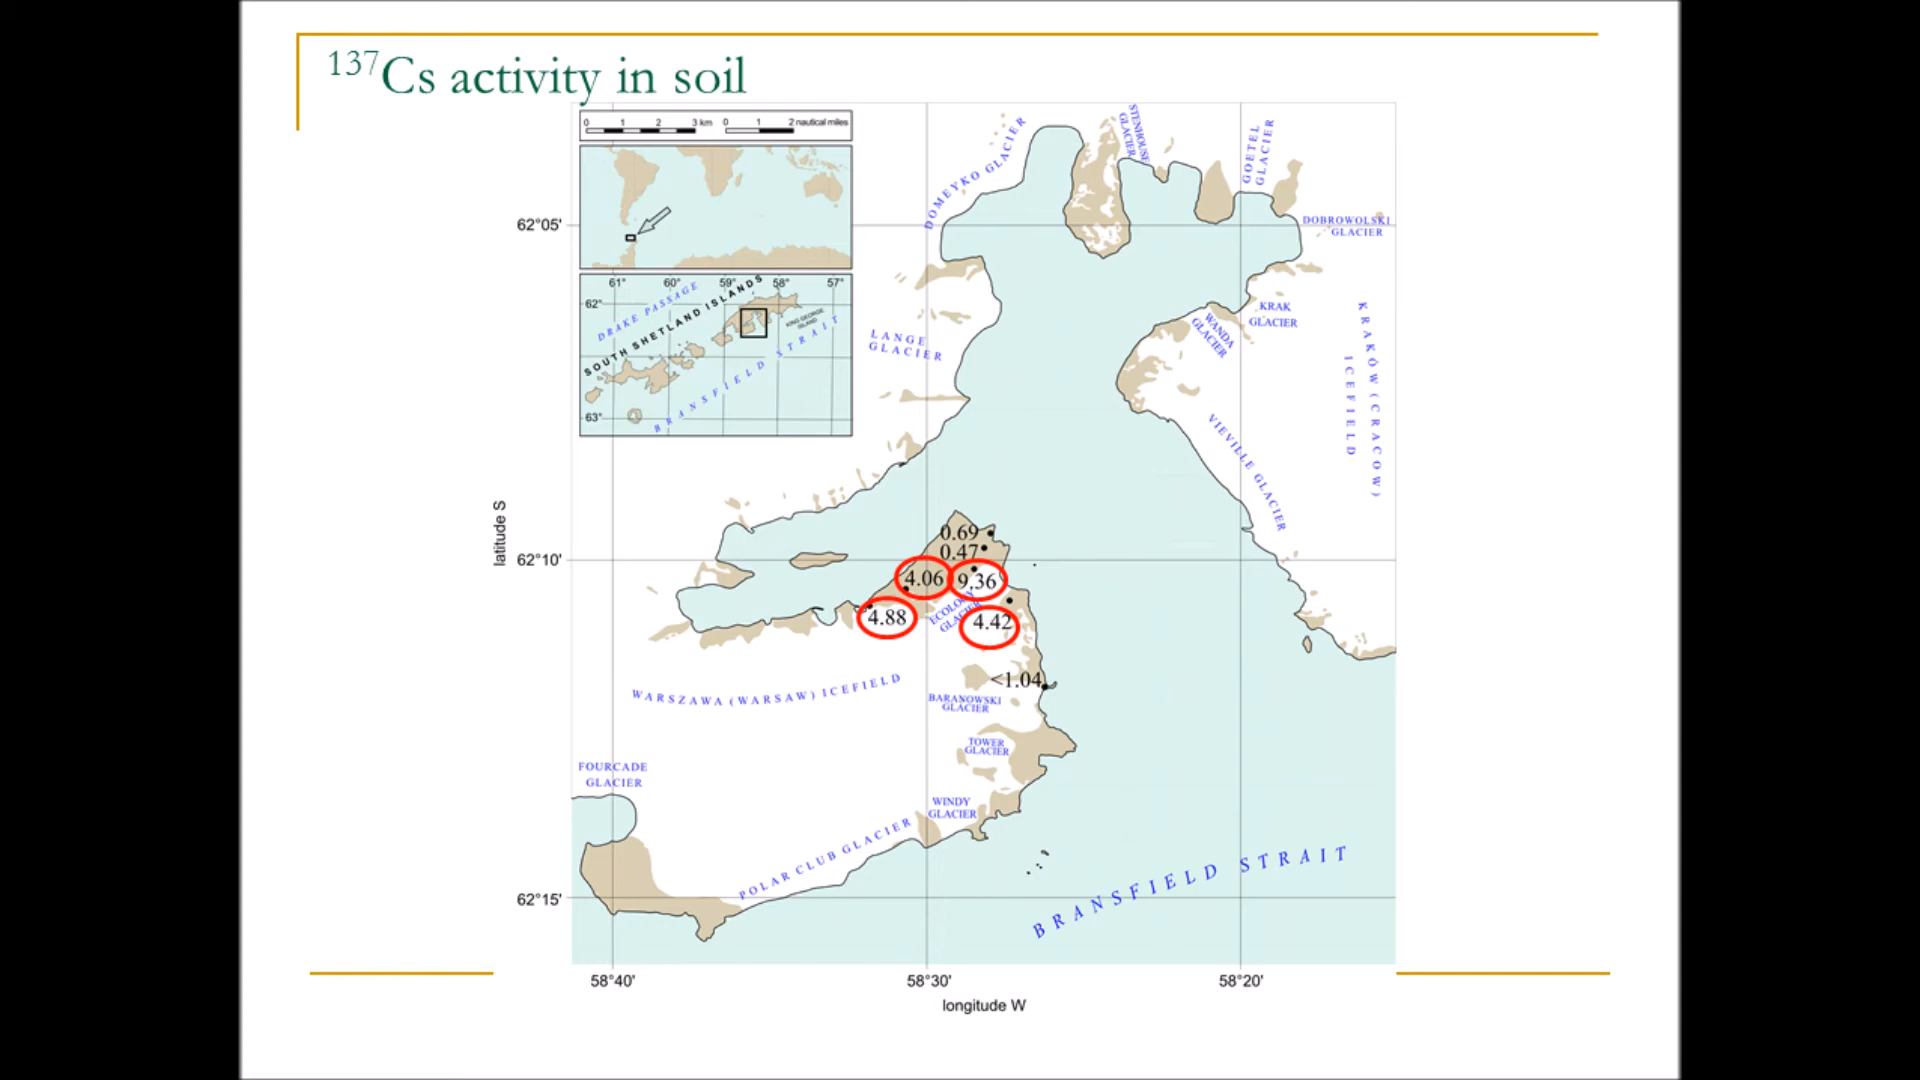 ¹³⁷Cs activity in soil
0 1 2 3 km 0 1 2 nautical miles
61° 60° 59° 58° 57°
62°
63°
DRAKE PASSAGE
SOUTH SHETLAND ISLANDS
KING GEORGE
ISLAND
BRANSFIELD STRAIT
DOMEYKO GLACIER
STENHOUSE
GLACIER
GOETEL
GLACIER
DOBROWOLSKI
GLACIER
62°05'
LANGE
GLACIER
KRAK
GLACIER
WANDA
GLACIER
KRAKÓW (CRACOW)
ICEFIELD
VIEVILLE GLACIER
latitude S
62°10'
0.69
0.47
4.06
9.36
4.88
ECOLOGY
GLACIER
4.42
<1.04
WARSZAWA (WARSAW) ICEFIELD
BARANOWSKI
GLACIER
TOWER
GLACIER
FOURCADE
GLACIER
WINDY
GLACIER
POLAR CLUB GLACIER
BRANSFIELD STRAIT
62°15'
58°40' 58°30' 58°20'
longitude W